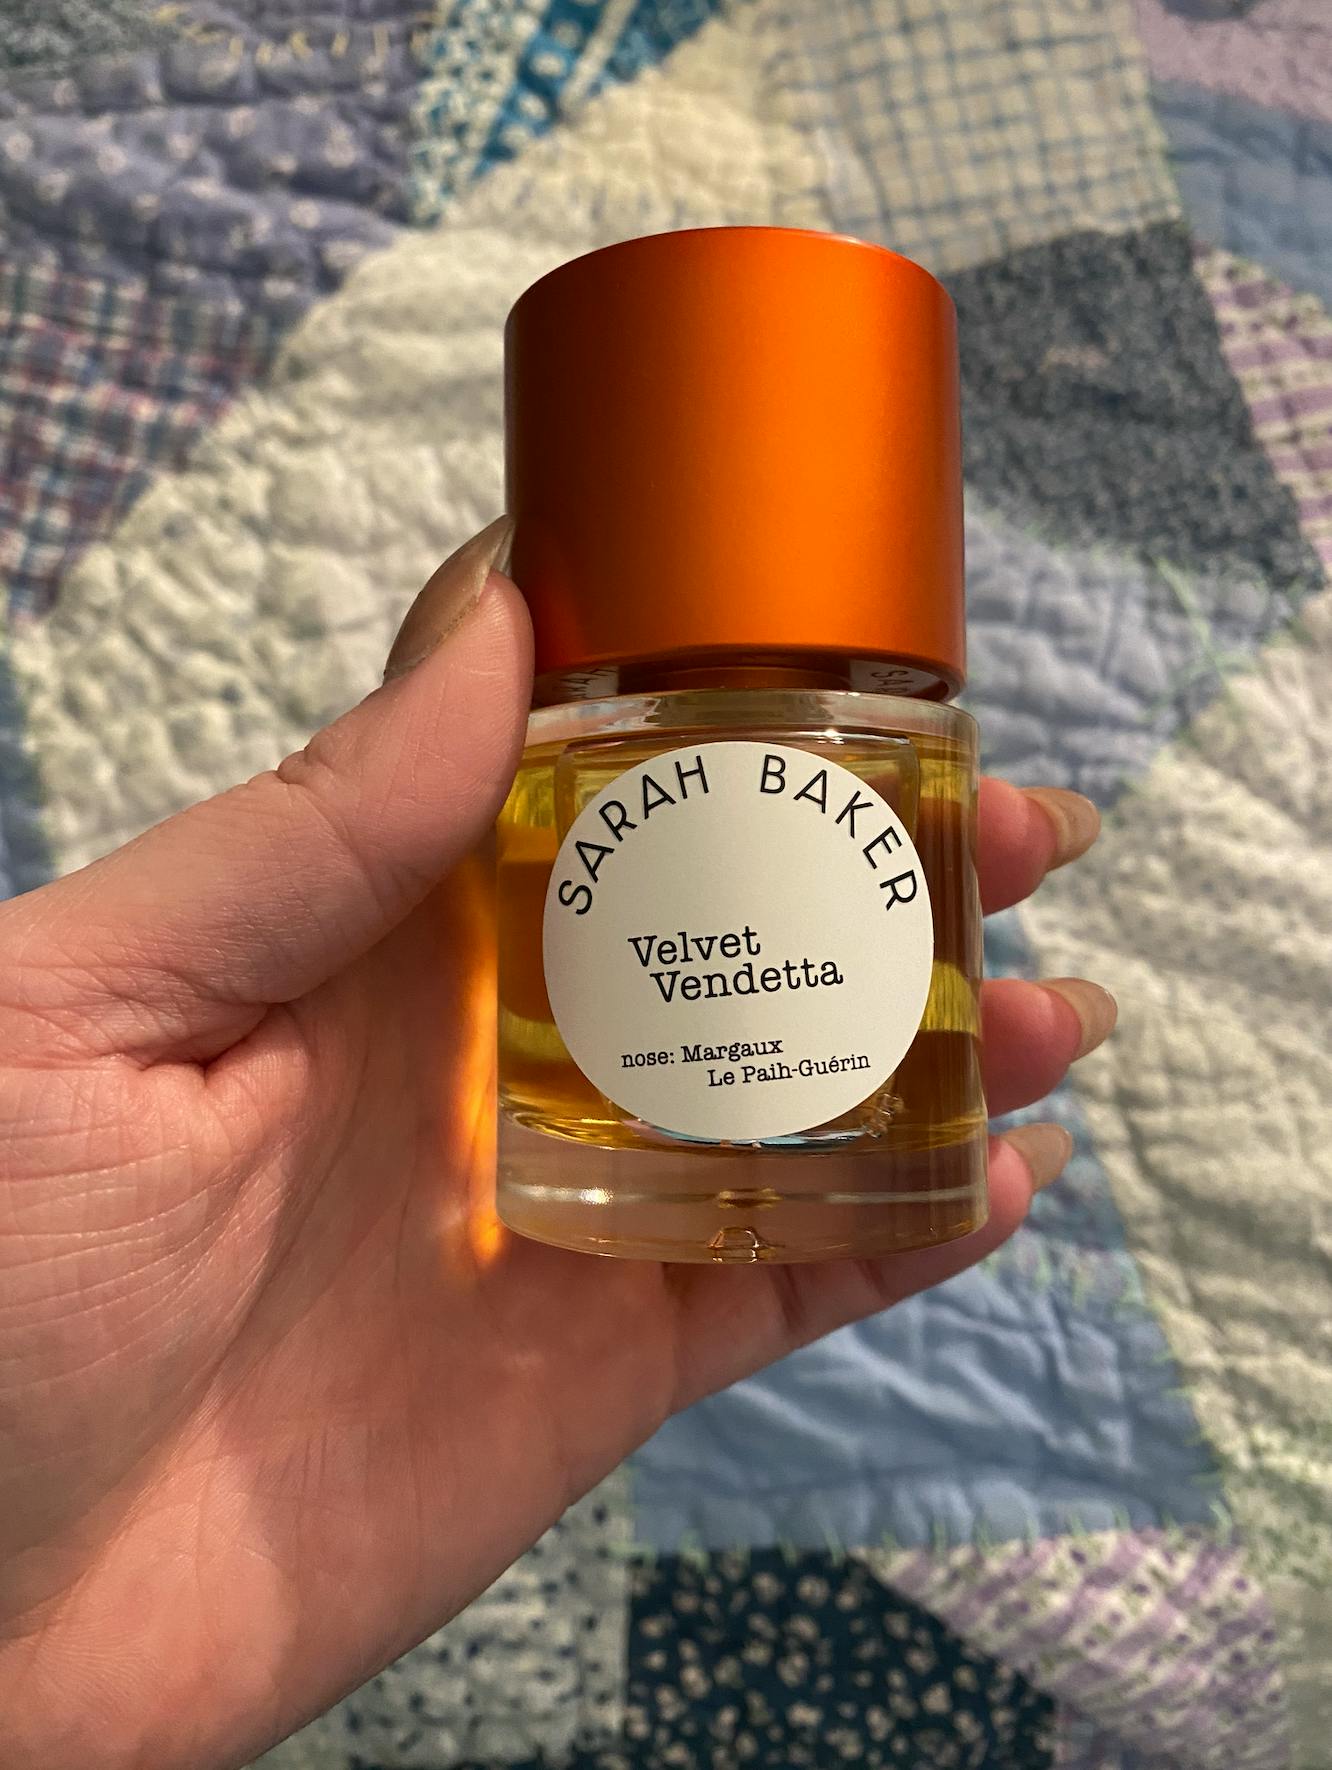 SARAH BAKER
Velvet
Vendetta
nose: Margaux
Le Paih-Guérin